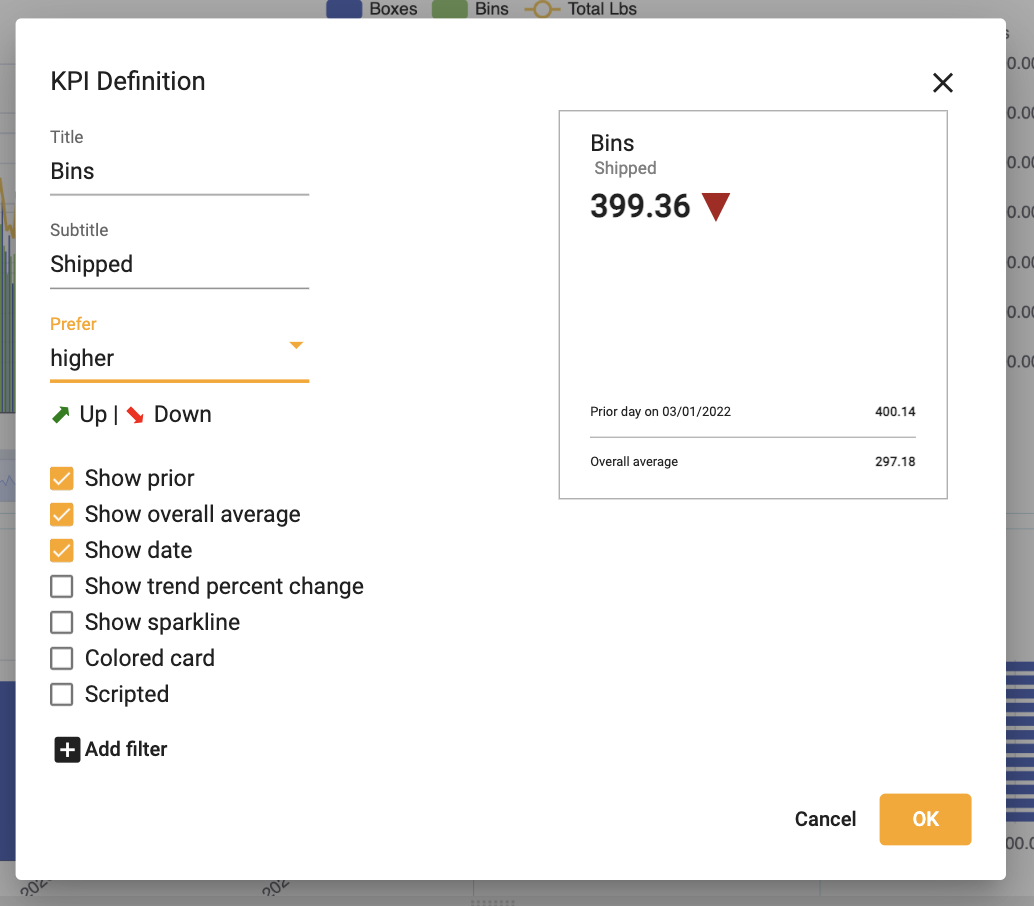 Boxes Bins Total Lbs
KPI Definition
Title
Bins
Subtitle
Shipped
Prefer
higher
Up | Down
Show prior
Show overall average
Show date
Show trend percent change
Show sparkline
Colored card
Scripted
Add filter
Bins
Shipped
399.36
Prior day on 03/01/2022 400.14
Overall average 297.18
Cancel OK